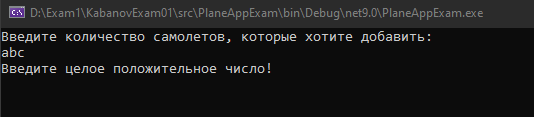 D:\Exam1\KabanovExam01\src\PlaneAppExam\bin\Debug\net9.0\PlaneAppExam.exe
Введите количество самолетов, которые хотите добавить:
abc
Введите целое положительное число!